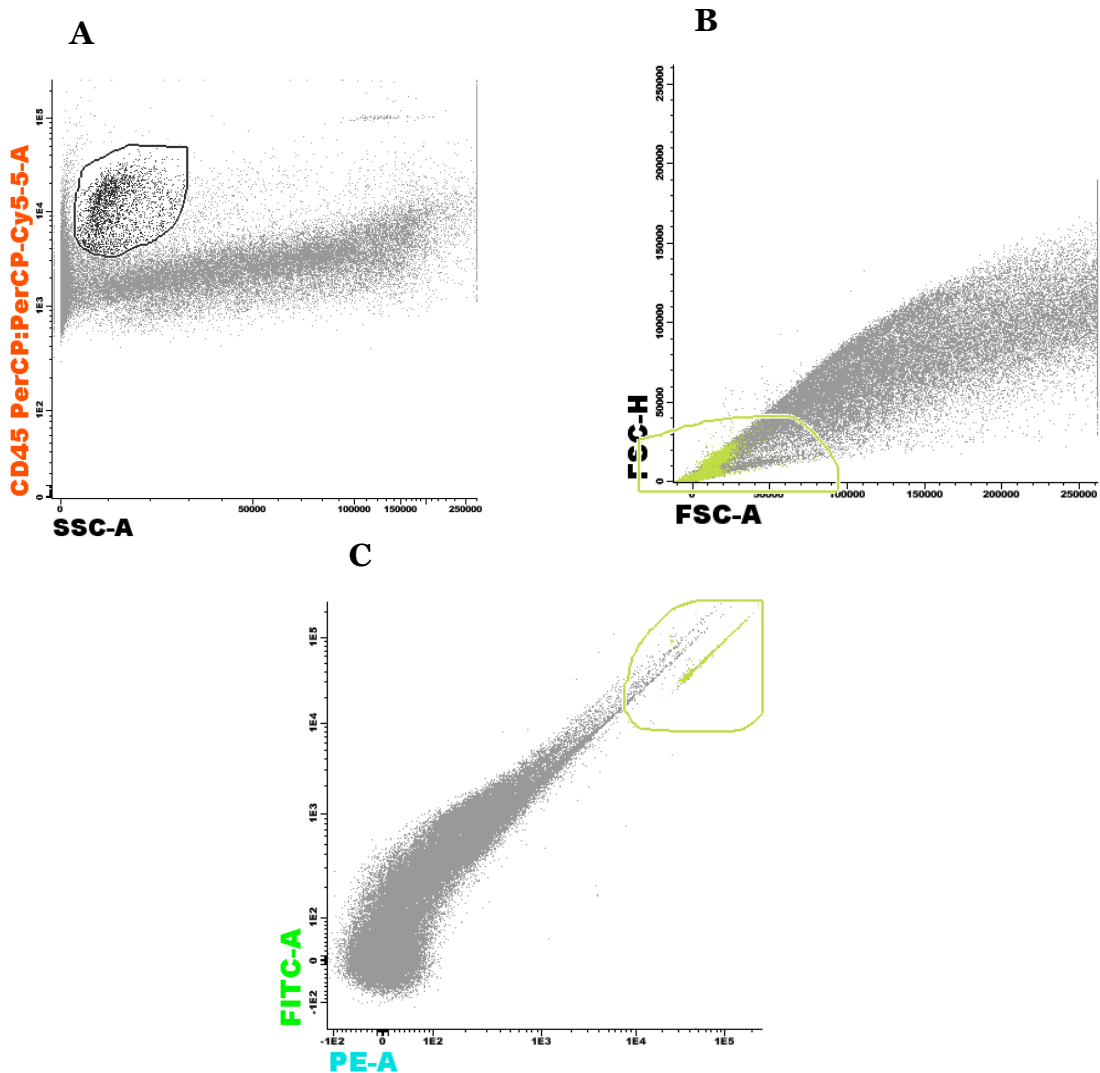 A
CD45 PerCP:PerCP-Cy5-5-A
1E5
1E4
1E3
1E2
0
0 50000 100000 150000 250000
SSC-A
B
FSC-H
250000
200000
150000
100000
50000
0
0 50000 100000 150000 200000 250000
FSC-A
C
FITC-A
1E5
1E4
1E3
1E2
0
-1E2
-1E2 0 1E2 1E3 1E4 1E5
PE-A